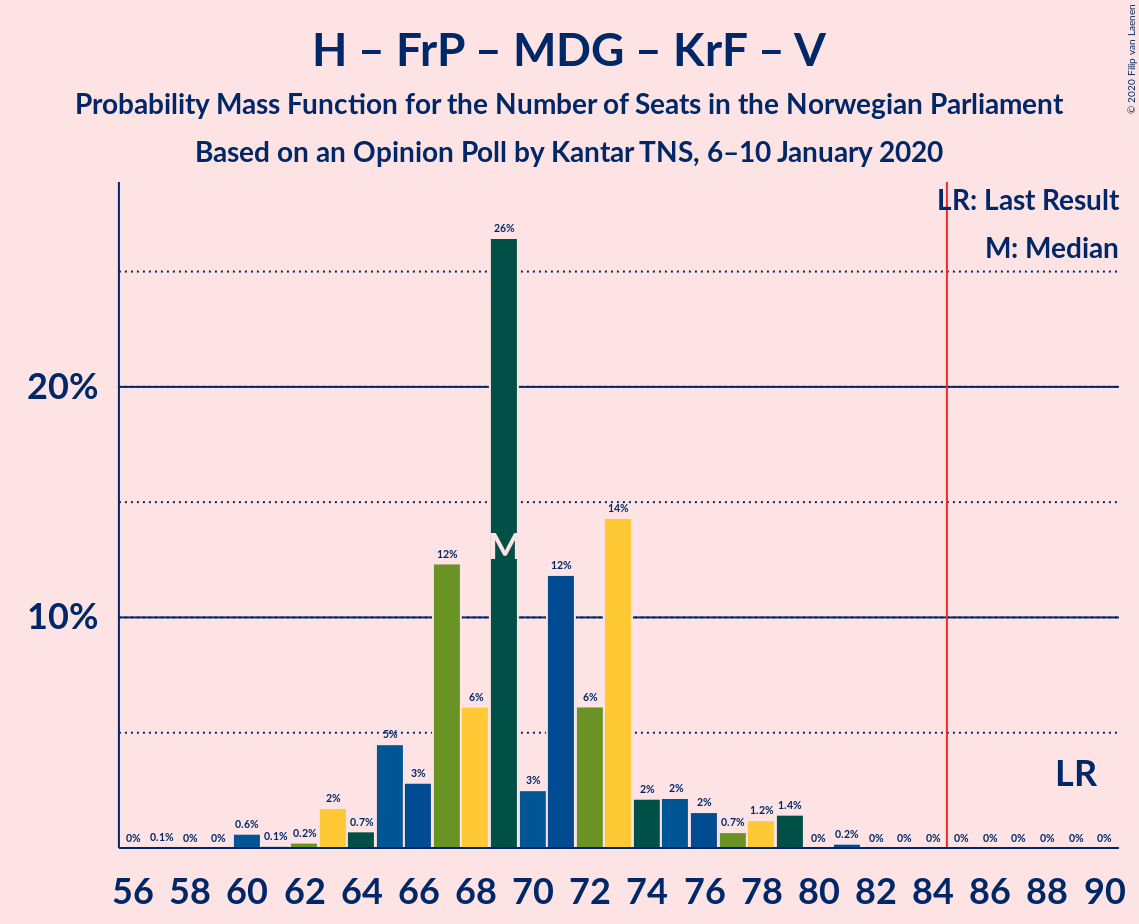 H – FrP – MDG – KrF – V
Probability Mass Function for the Number of Seats in the Norwegian Parliament
Based on an Opinion Poll by Kantar TNS, 6–10 January 2020
© 2020 Filip van Laenen
LR: Last Result
M: Median
20%
10%
0% 0.1% 0% 0% 0.6% 0.1% 0.2% 2% 0.7% 5% 3% 12% 6% 26% 3% 12% 6% 14% 2% 2% 2% 0.7% 1.2% 1.4% 0% 0.2% 0% 0% 0% 0% 0% 0% 0% 0% 0%
M
LR
56 58 60 62 64 66 68 70 72 74 76 78 80 82 84 86 88 90